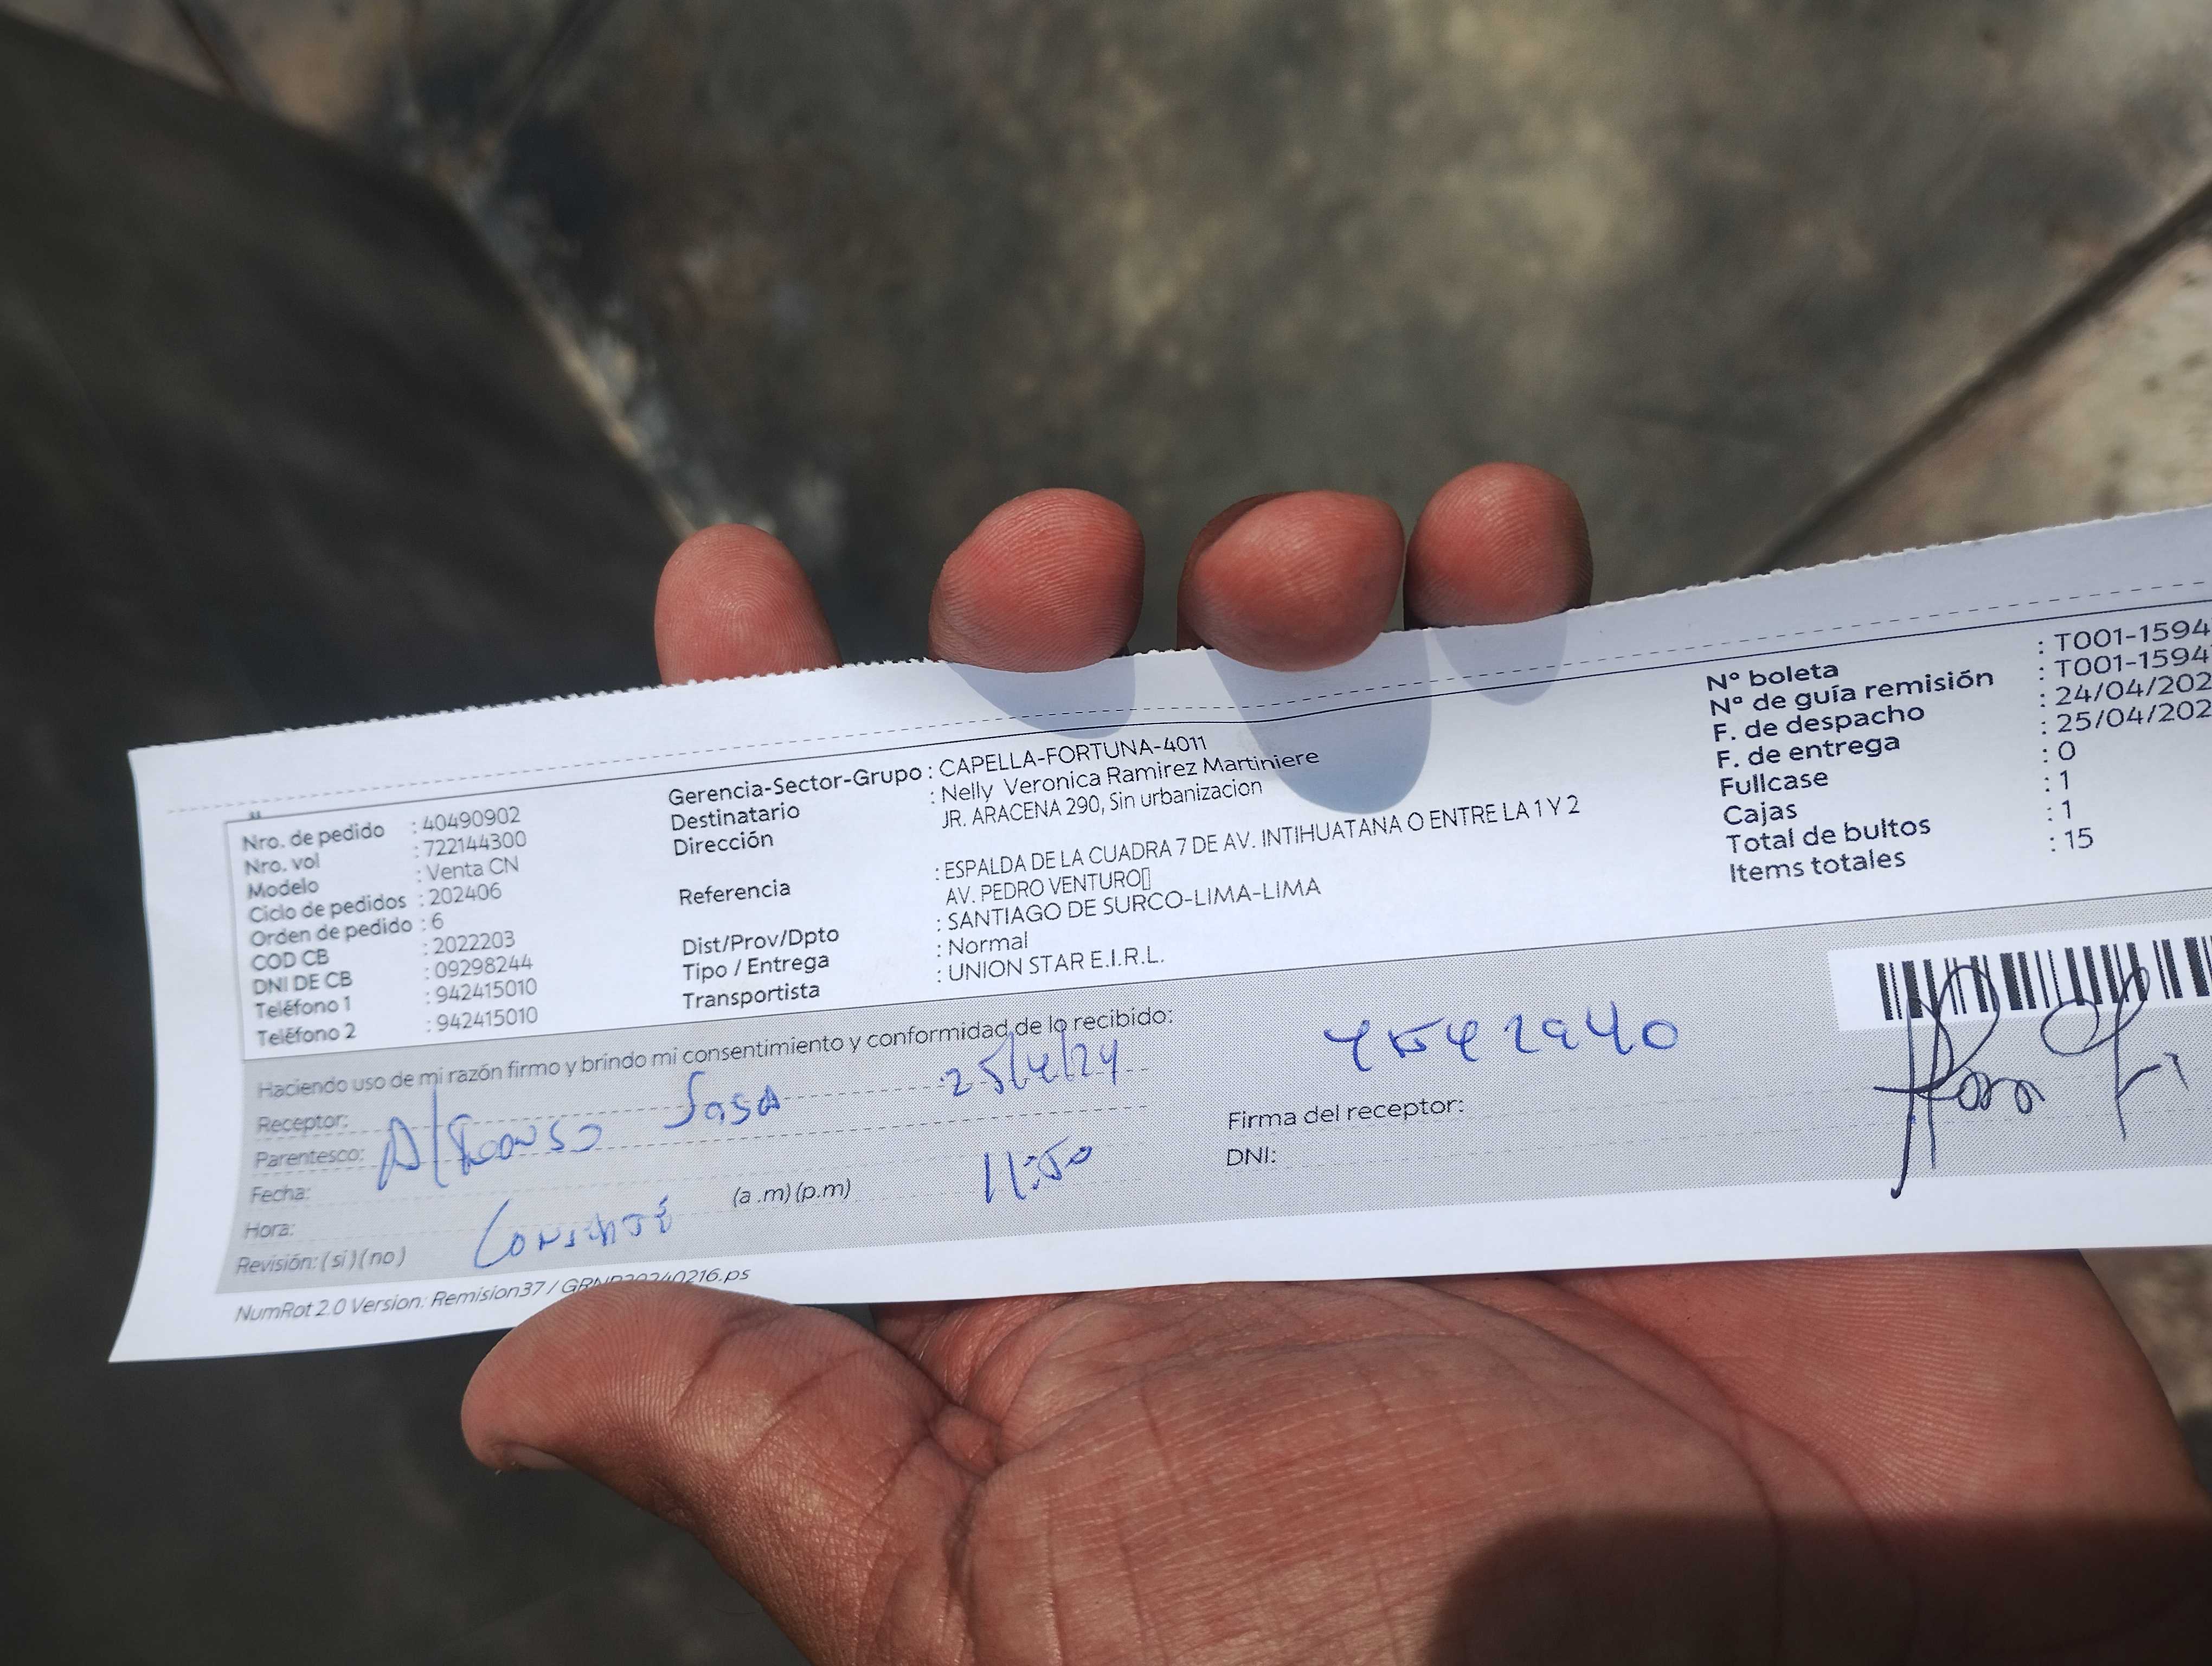 Nro. de pedido : 40490902
Nro. vol : 722144300
Modelo : Venta CN
Ciclo de pedidos : 202406
Orden de pedido : 6
COD CB : 2022203
DNI DE CB : 09298244
Teléfono 1 : 942415010
Teléfono 2 : 942415010
Gerencia-Sector-Grupo : CAPELLA-FORTUNA-4011
Destinatario : Nelly Veronica Ramirez Martiniere
Dirección JR. ARACENA 290, Sin urbanizacion
Referencia : ESPALDA DE LA CUADRA 7 DE AV. INTIHUATANA O ENTRE LA 1 Y 2
AV. PEDRO VENTURO▯
Dist/Prov/Dpto : SANTIAGO DE SURCO-LIMA-LIMA
Tipo / Entrega : Normal
Transportista : UNION STAR E.I.R.L.
N° boleta : T001-1594
N° de guía remisión : T001-1594
F. de despacho : 24/04/202
F. de entrega : 25/04/202
Fullcase : 0
Cajas : 1
Total de bultos : 1
Items totales : 15
Haciendo uso de mi razón firmo y brindo mi consentimiento y conformidad de lo recibido:
Receptor: Alfonso Sosa 25/4/24
Parentesco:
Fecha:
Hora: (a.m)(p.m) 11:50
Revisión: (si)(no)
Firma del receptor:
DNI:
NumRot 2.0 Version: Remision37 / GRNP20240216.ps